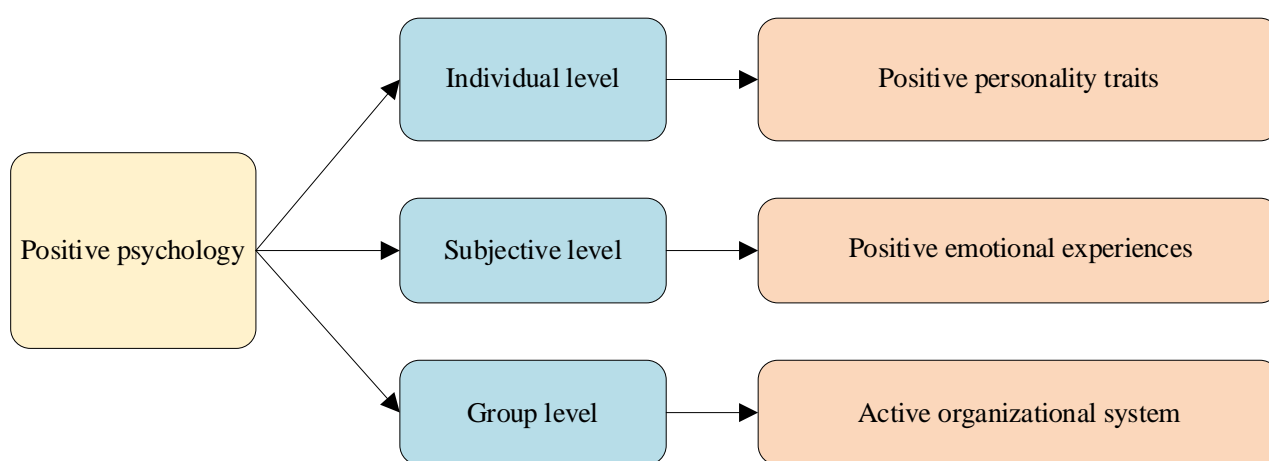 Positive psychology
Individual level
Positive personality traits
Subjective level
Positive emotional experiences
Group level
Active organizational system